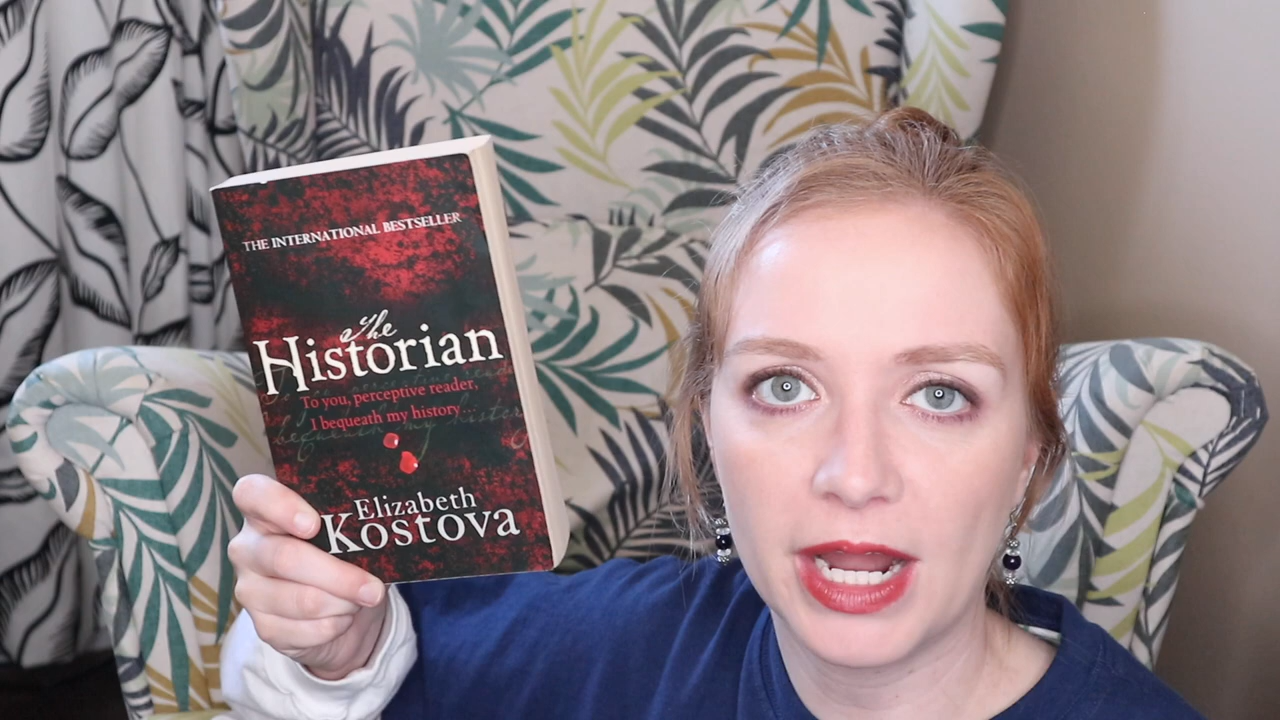 THE INTERNATIONAL BESTSELLER
The
Historian
To you, perceptive reader,
I bequeath my history...
Elizabeth
Kostova